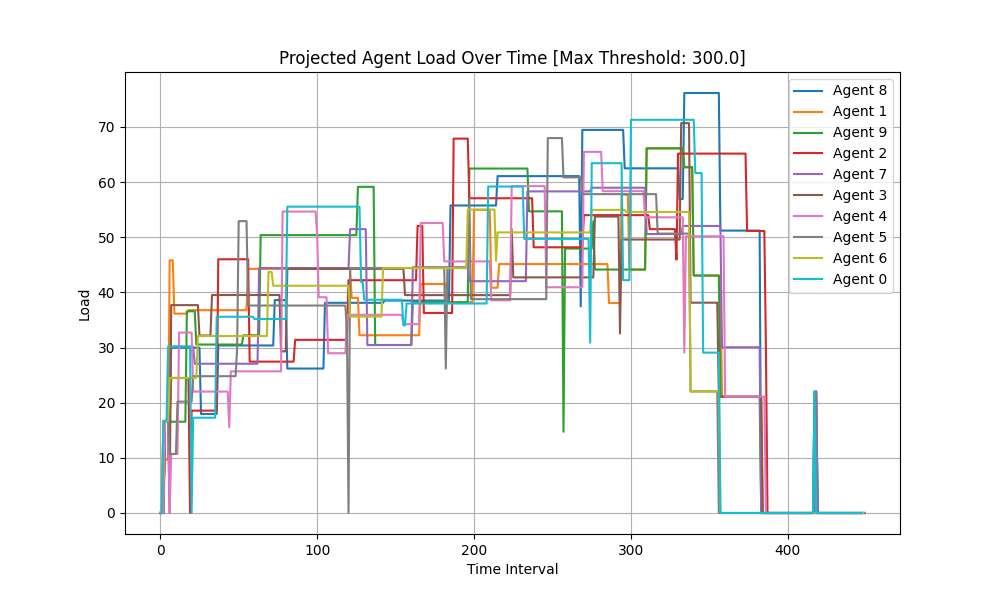 Projected Agent Load Over Time [Max Threshold: 300.0]
Load
70
60
50
40
30
20
10
0
0 100 200 300 400
Time Interval
Agent 8
Agent 1
Agent 9
Agent 2
Agent 7
Agent 3
Agent 4
Agent 5
Agent 6
Agent 0